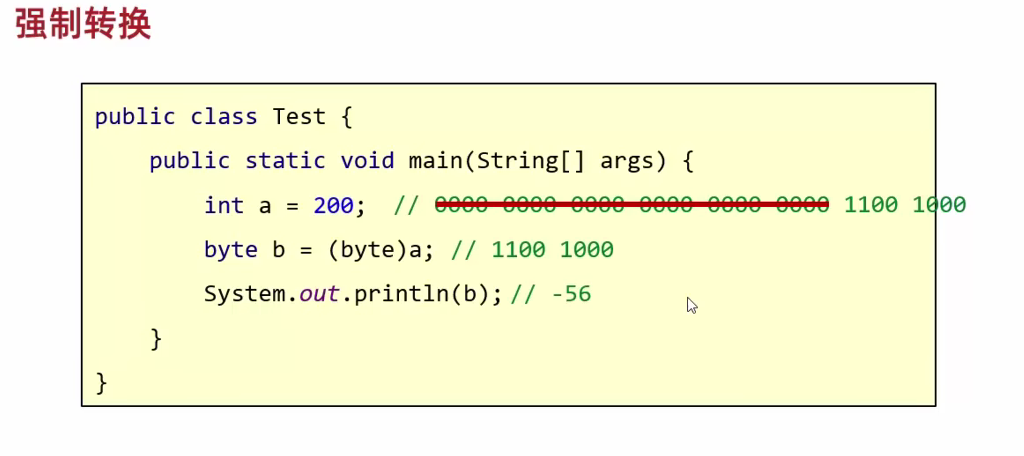 强制转换
public class Test {
public static void main(String[] args) {
int a = 200; // 0000 0000 0000 0000 0000 0000 1100 1000
byte b = (byte)a; // 1100 1000
System.out.println(b); // -56
}
}